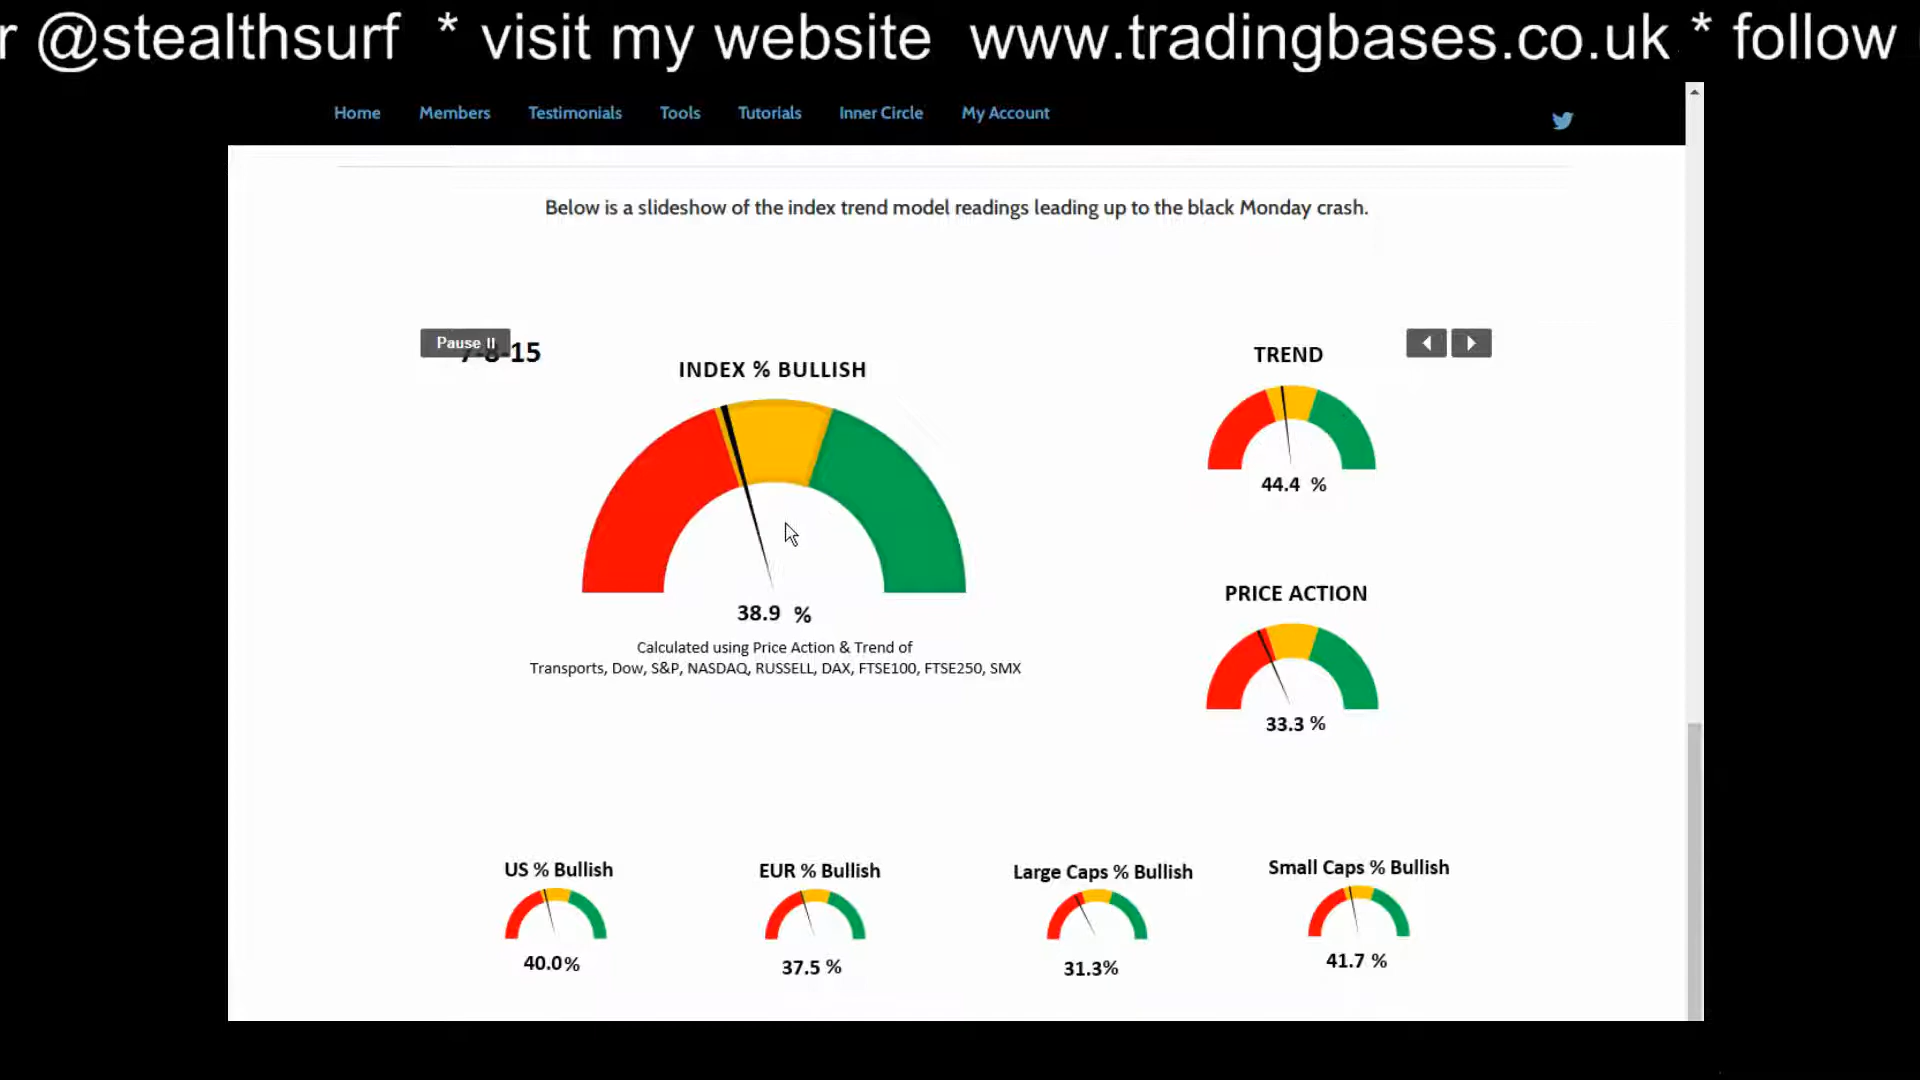 r @stealthsurf * visit my website www.tradingbases.co.uk * follow
Home Members Testimonials Tools Tutorials Inner Circle My Account
Below is a slideshow of the index trend model readings leading up to the black Monday crash.
Pause II
7-8-15
INDEX % BULLISH
38.9 %
Calculated using Price Action & Trend of
Transports, Dow, S&P, NASDAQ, RUSSELL, DAX, FTSE100, FTSE250, SMX
TREND
44.4 %
PRICE ACTION
33.3 %
US % Bullish
40.0%
EUR % Bullish
37.5 %
Large Caps % Bullish
31.3%
Small Caps % Bullish
41.7 %